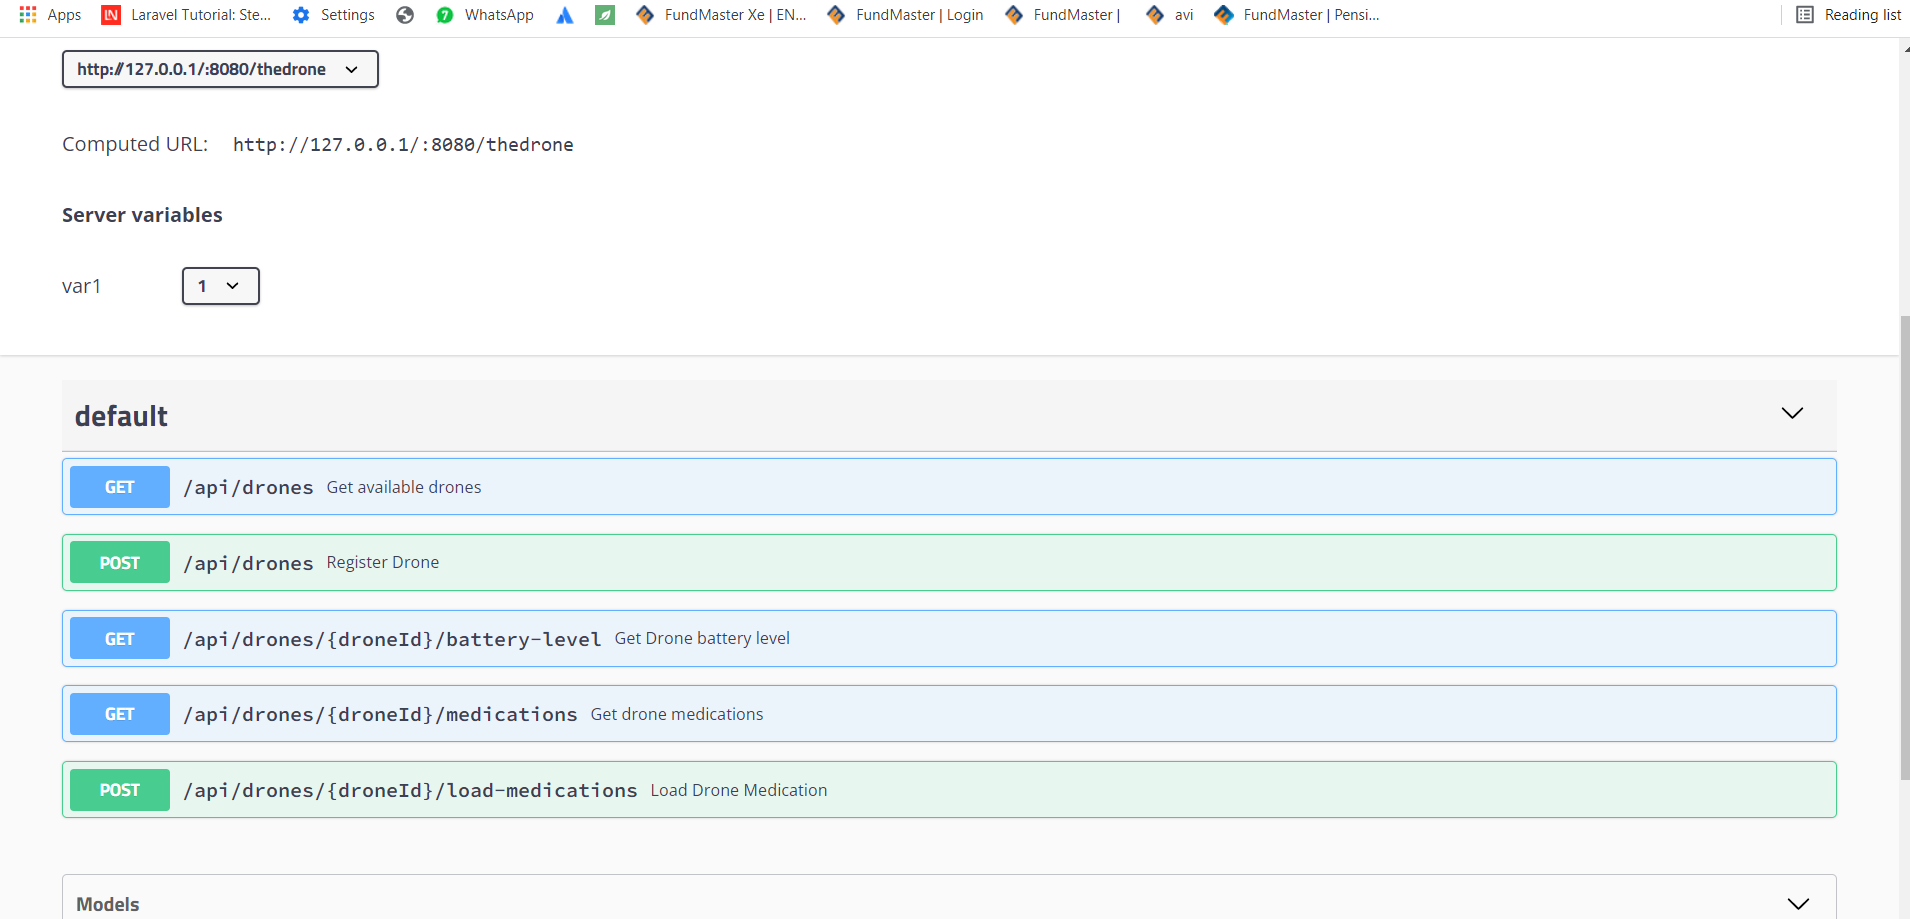 Apps Laravel Tutorial: Ste... Settings WhatsApp FundMaster Xe | EN... FundMaster | Login FundMaster | avi FundMaster | Pensi... Reading list
http://127.0.0.1/:8080/thedrone
Computed URL: http://127.0.0.1/:8080/thedrone
Server variables
var1 1
default
GET /api/drones Get available drones
POST /api/drones Register Drone
GET /api/drones/{droneId}/battery-level Get Drone battery level
GET /api/drones/{droneId}/medications Get drone medications
POST /api/drones/{droneId}/load-medications Load Drone Medication
Models